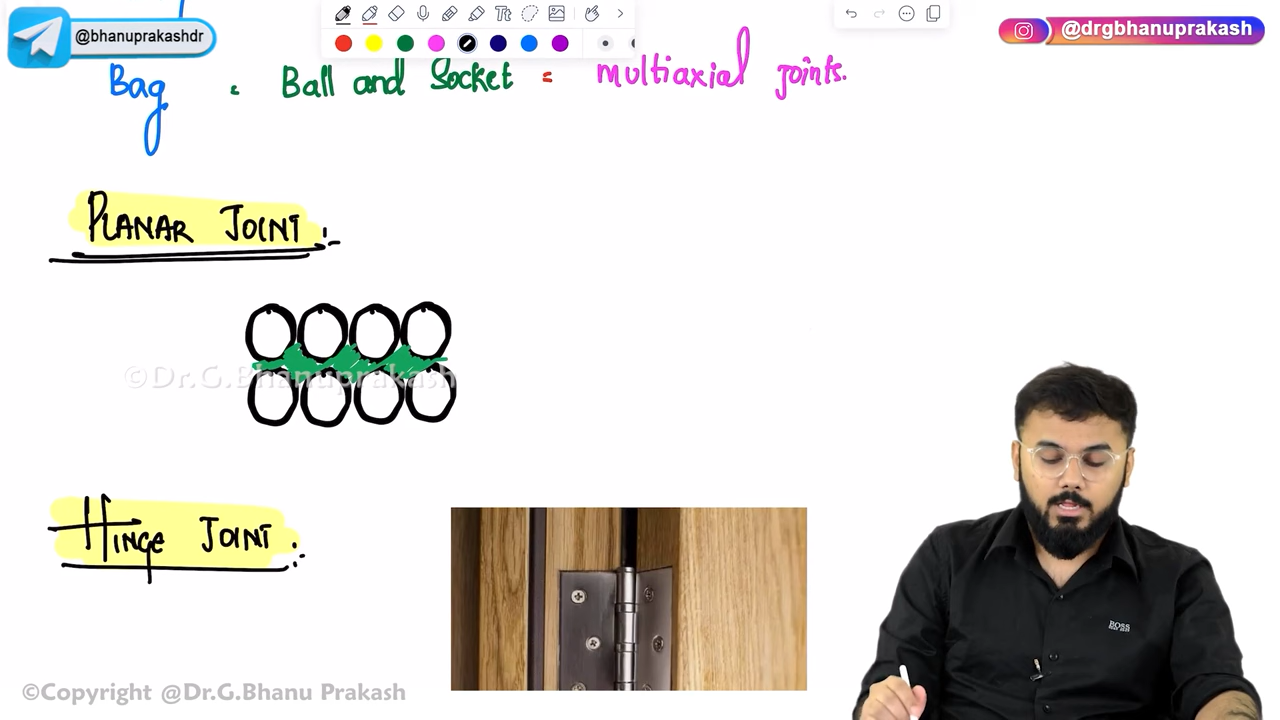 @bhanuprakashdr
Tt
@drgbhanuprakash
Bag = Ball and Socket = multiaxial joints.
PLANAR JOINT :-
©Dr.G.Bhanuprakash
HINGE JOINT :-
BOSS
©Copyright @Dr.G.Bhanu Prakash